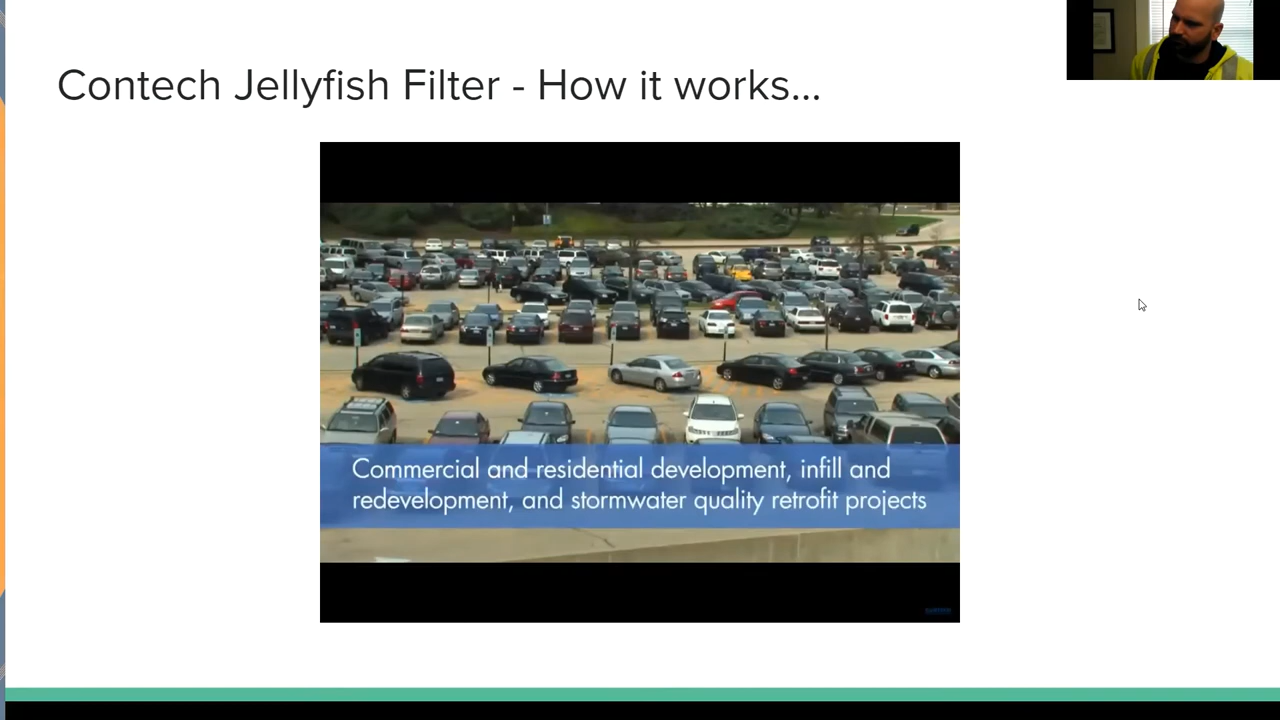 Contech Jellyfish Filter - How it works...
Commercial and residential development, infill and
redevelopment, and stormwater quality retrofit projects